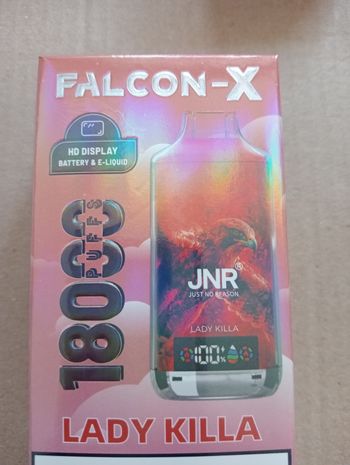 FALCON-X
HD DISPLAY
BATTERY & E-LIQUID
18000
PUFFS
JNR®
JUST NO REASON
LADY KILLA
100%
LADY KILLA